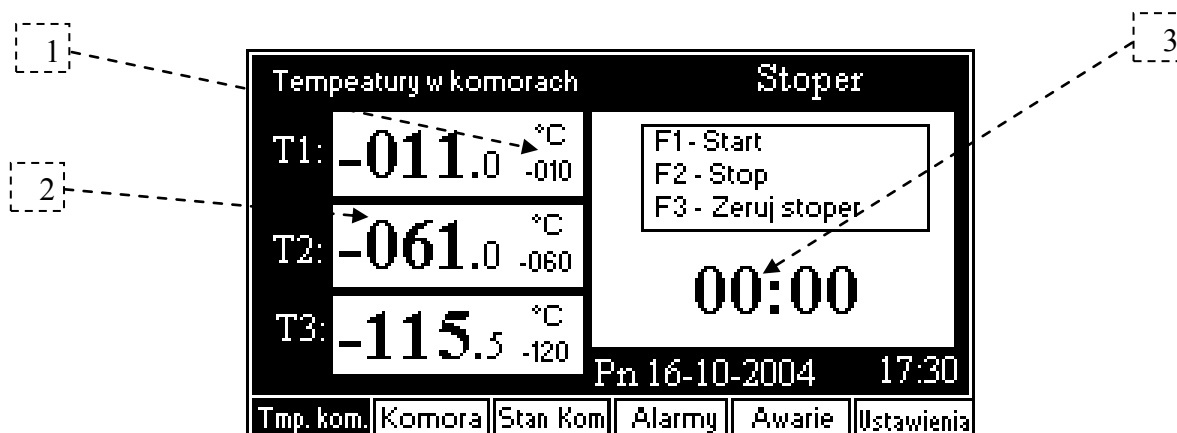 1
3
2
Tempeatury w komorach
Stoper
T1: -011.0 °C -010
T2: -061.0 °C -060
T3: -115.5 °C -120
F1 - Start
F2 - Stop
F3 - Zeruj stoper
00:00
Pn 16-10-2004 17:30
Tmp. kom. Komora Stan Kom Alarmy Awarie Ustawienia